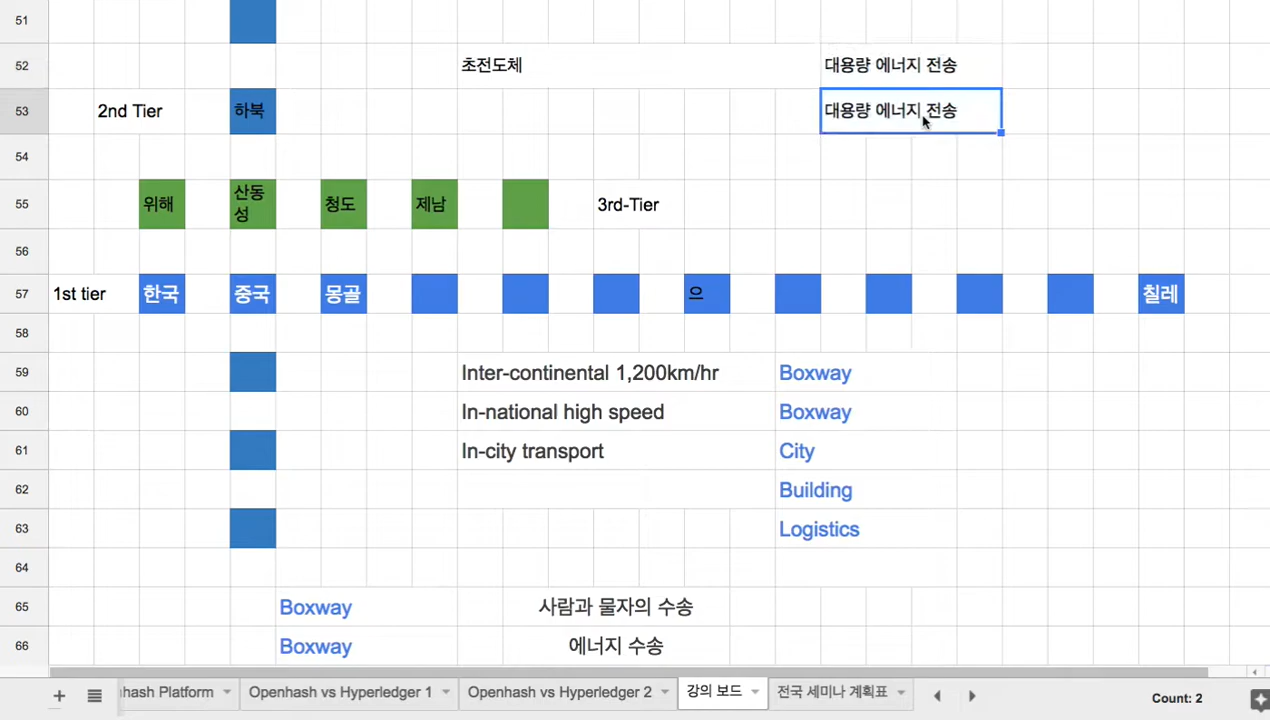 51
52 초전도체 대용량 에너지 전송
53 2nd Tier 하북 대용량 에너지 전송
54
55 위해 산동성 청도 제남 3rd-Tier
56
57 1st tier 한국 중국 몽골 으 칠레
58
59 Inter-continental 1,200km/hr Boxway
60 In-national high speed Boxway
61 In-city transport City
62 Building
63 Logistics
64
65 Boxway 사람과 물자의 수송
66 Boxway 에너지 수송
hash Platform Openhash vs Hyperledger 1 Openhash vs Hyperledger 2 강의 보드 전국 세미나 계획표 Count: 2